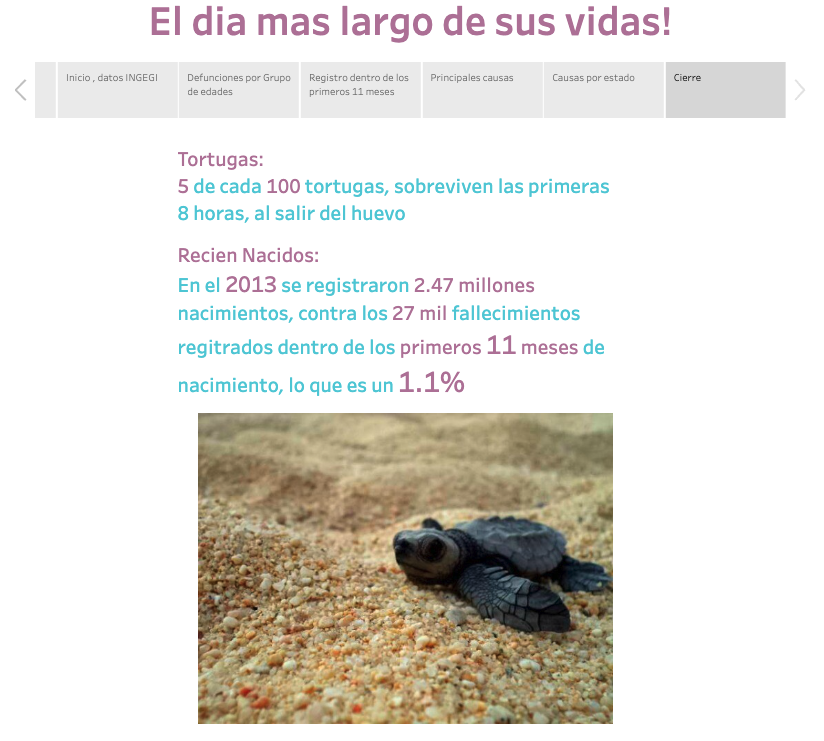 El dia mas largo de sus vidas!
Inicio , datos INGEGI
Defunciones por Grupo
de edades
Registro dentro de los
primeros 11 meses
Principales causas
Causas por estado
Cierre
Tortugas:
5 de cada 100 tortugas, sobreviven las primeras
8 horas, al salir del huevo
Recien Nacidos:
En el 2013 se registraron 2.47 millones
nacimientos, contra los 27 mil fallecimientos
regitrados dentro de los primeros 11 meses de
nacimiento, lo que es un 1.1%